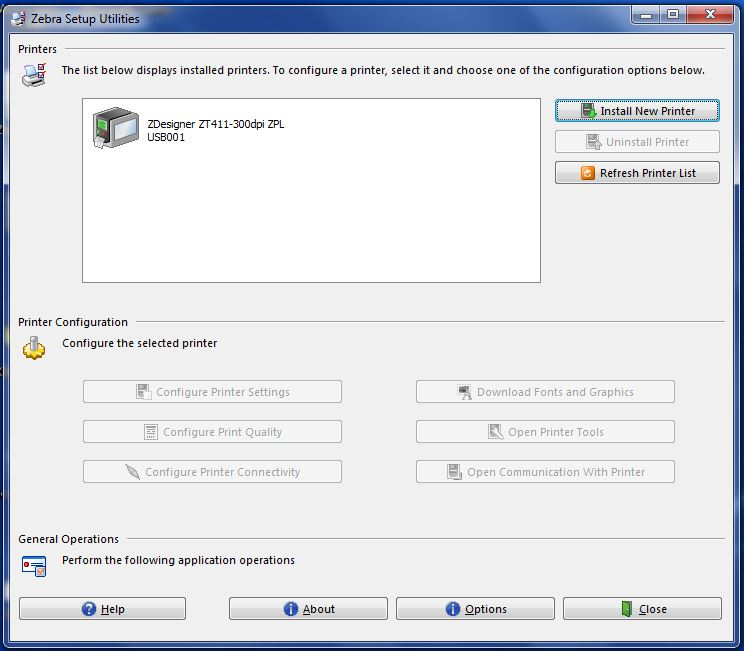 Zebra Setup Utilities
Printers
The list below displays installed printers. To configure a printer, select it and choose one of the configuration options below.
ZDesigner ZT411-300dpi ZPL
USB001
Install New Printer
Uninstall Printer
Refresh Printer List
Printer Configuration
Configure the selected printer
Configure Printer Settings
Download Fonts and Graphics
Configure Print Quality
Open Printer Tools
Configure Printer Connectivity
Open Communication With Printer
General Operations
Perform the following application operations
Help
About
Options
Close